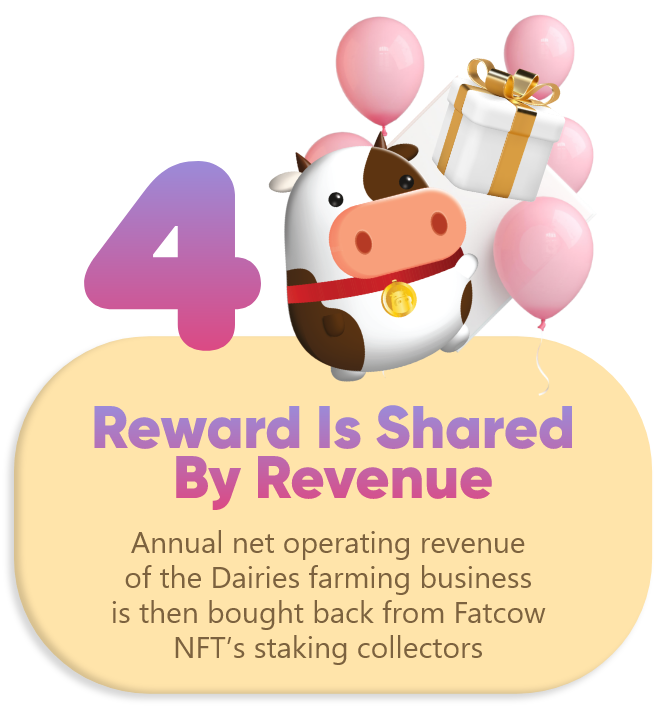 4
Reward Is Shared
By Revenue
Annual net operating revenue
of the Dairies farming business
is then bought back from Fatcow
NFT’s staking collectors